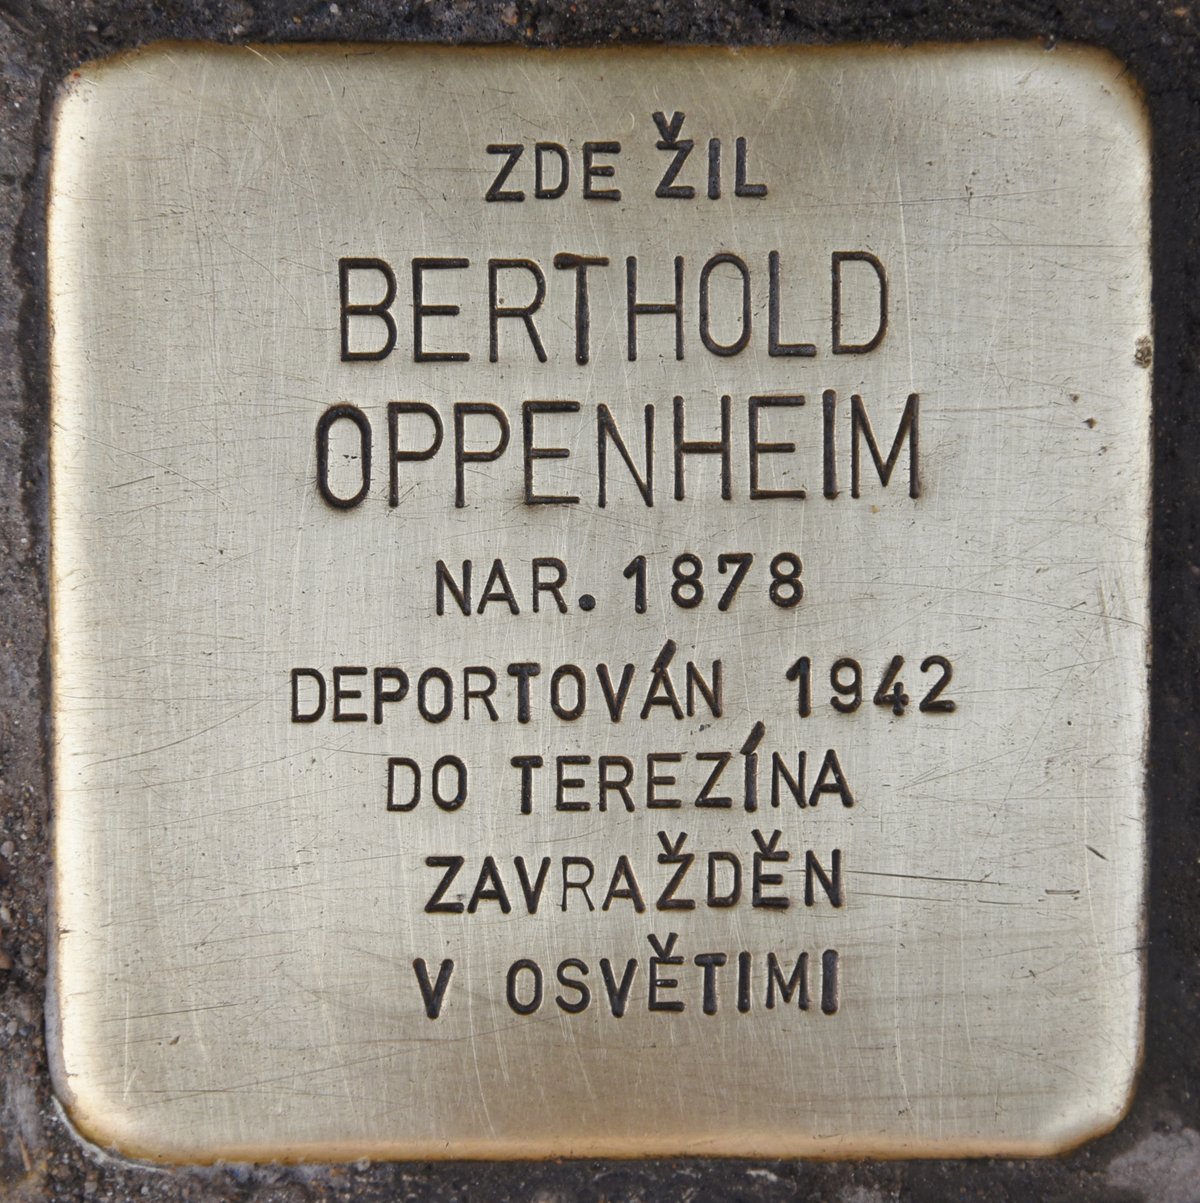 ZDE ŽIL
BERTHOLD
OPPENHEIM
NAR. 1878
DEPORTOVÁN 1942
DO TEREZÍNA
ZAVRAŽDĚN
V OSVĚTIMI